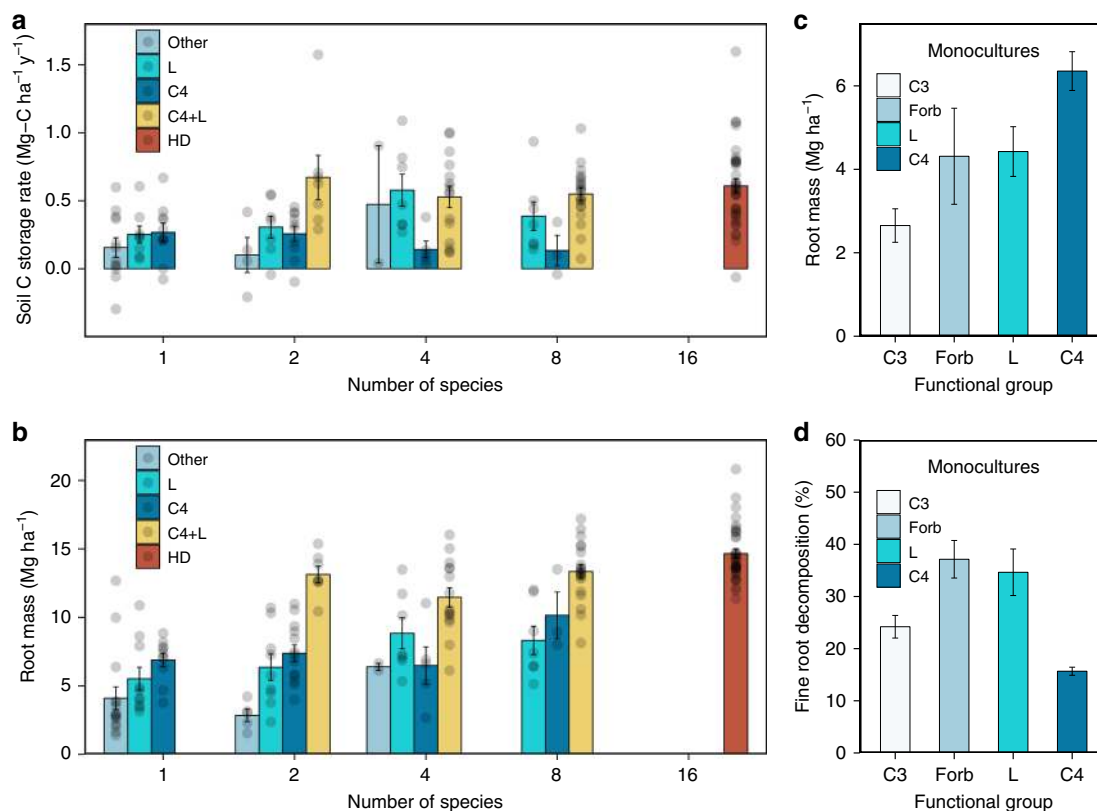 a
Soil C storage rate (Mg–C ha⁻¹ y⁻¹)
1.5
1.0
0.5
0.0
Other
L
C4
C4+L
HD
1 2 4 8 16
Number of species
b
Root mass (Mg ha⁻¹)
20
15
10
5
0
Other
L
C4
C4+L
HD
1 2 4 8 16
Number of species
c
Root mass (Mg ha⁻¹)
6
4
2
0
Monocultures
C3
Forb
L
C4
C3 Forb L C4
Functional group
d
Fine root decomposition (%)
60
50
40
30
20
10
0
Monocultures
C3
Forb
L
C4
C3 Forb L C4
Functional group